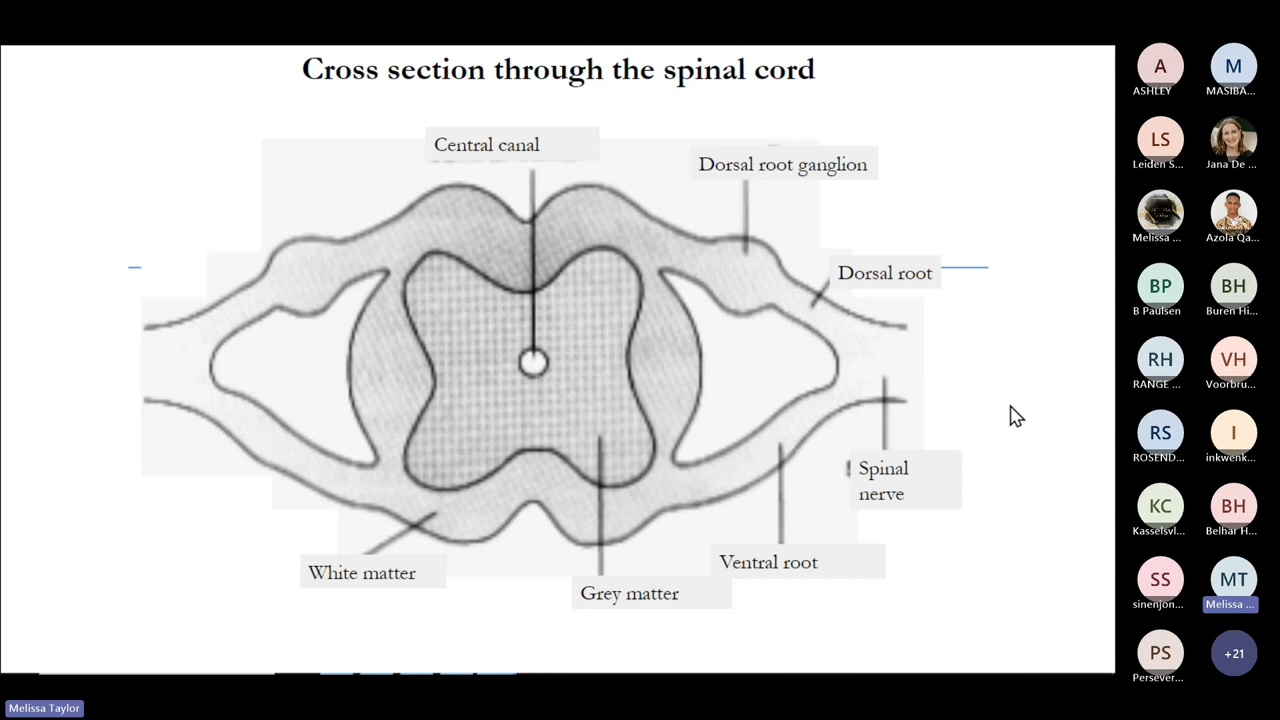 Cross section through the spinal cord
Central canal
Dorsal root ganglion
Dorsal root
Spinal
nerve
Ventral root
White matter
Grey matter
A
ASHLEY
M
MASIBA...
LS
Leiden S...
Jana De ...
Melissa ...
Azola Qa...
BP
B Paulsen
BH
Buren Hi...
RH
RANGE ...
VH
Voorbru...
RS
ROSEND...
I
inkwenk...
KC
Kasselsvl...
BH
Belhar H...
SS
sinenjon...
MT
Melissa ...
PS
Persever...
+21
Melissa Taylor